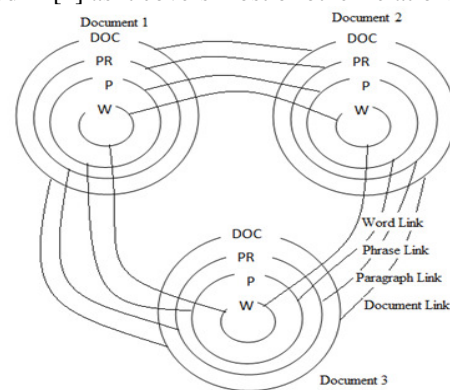 Document 1
Document 2
DOC
DOC
PR
PR
P
P
W
W
Word Link
DOC
Phrase Link
PR
Paragraph Link
P
Document Link
W
Document 3